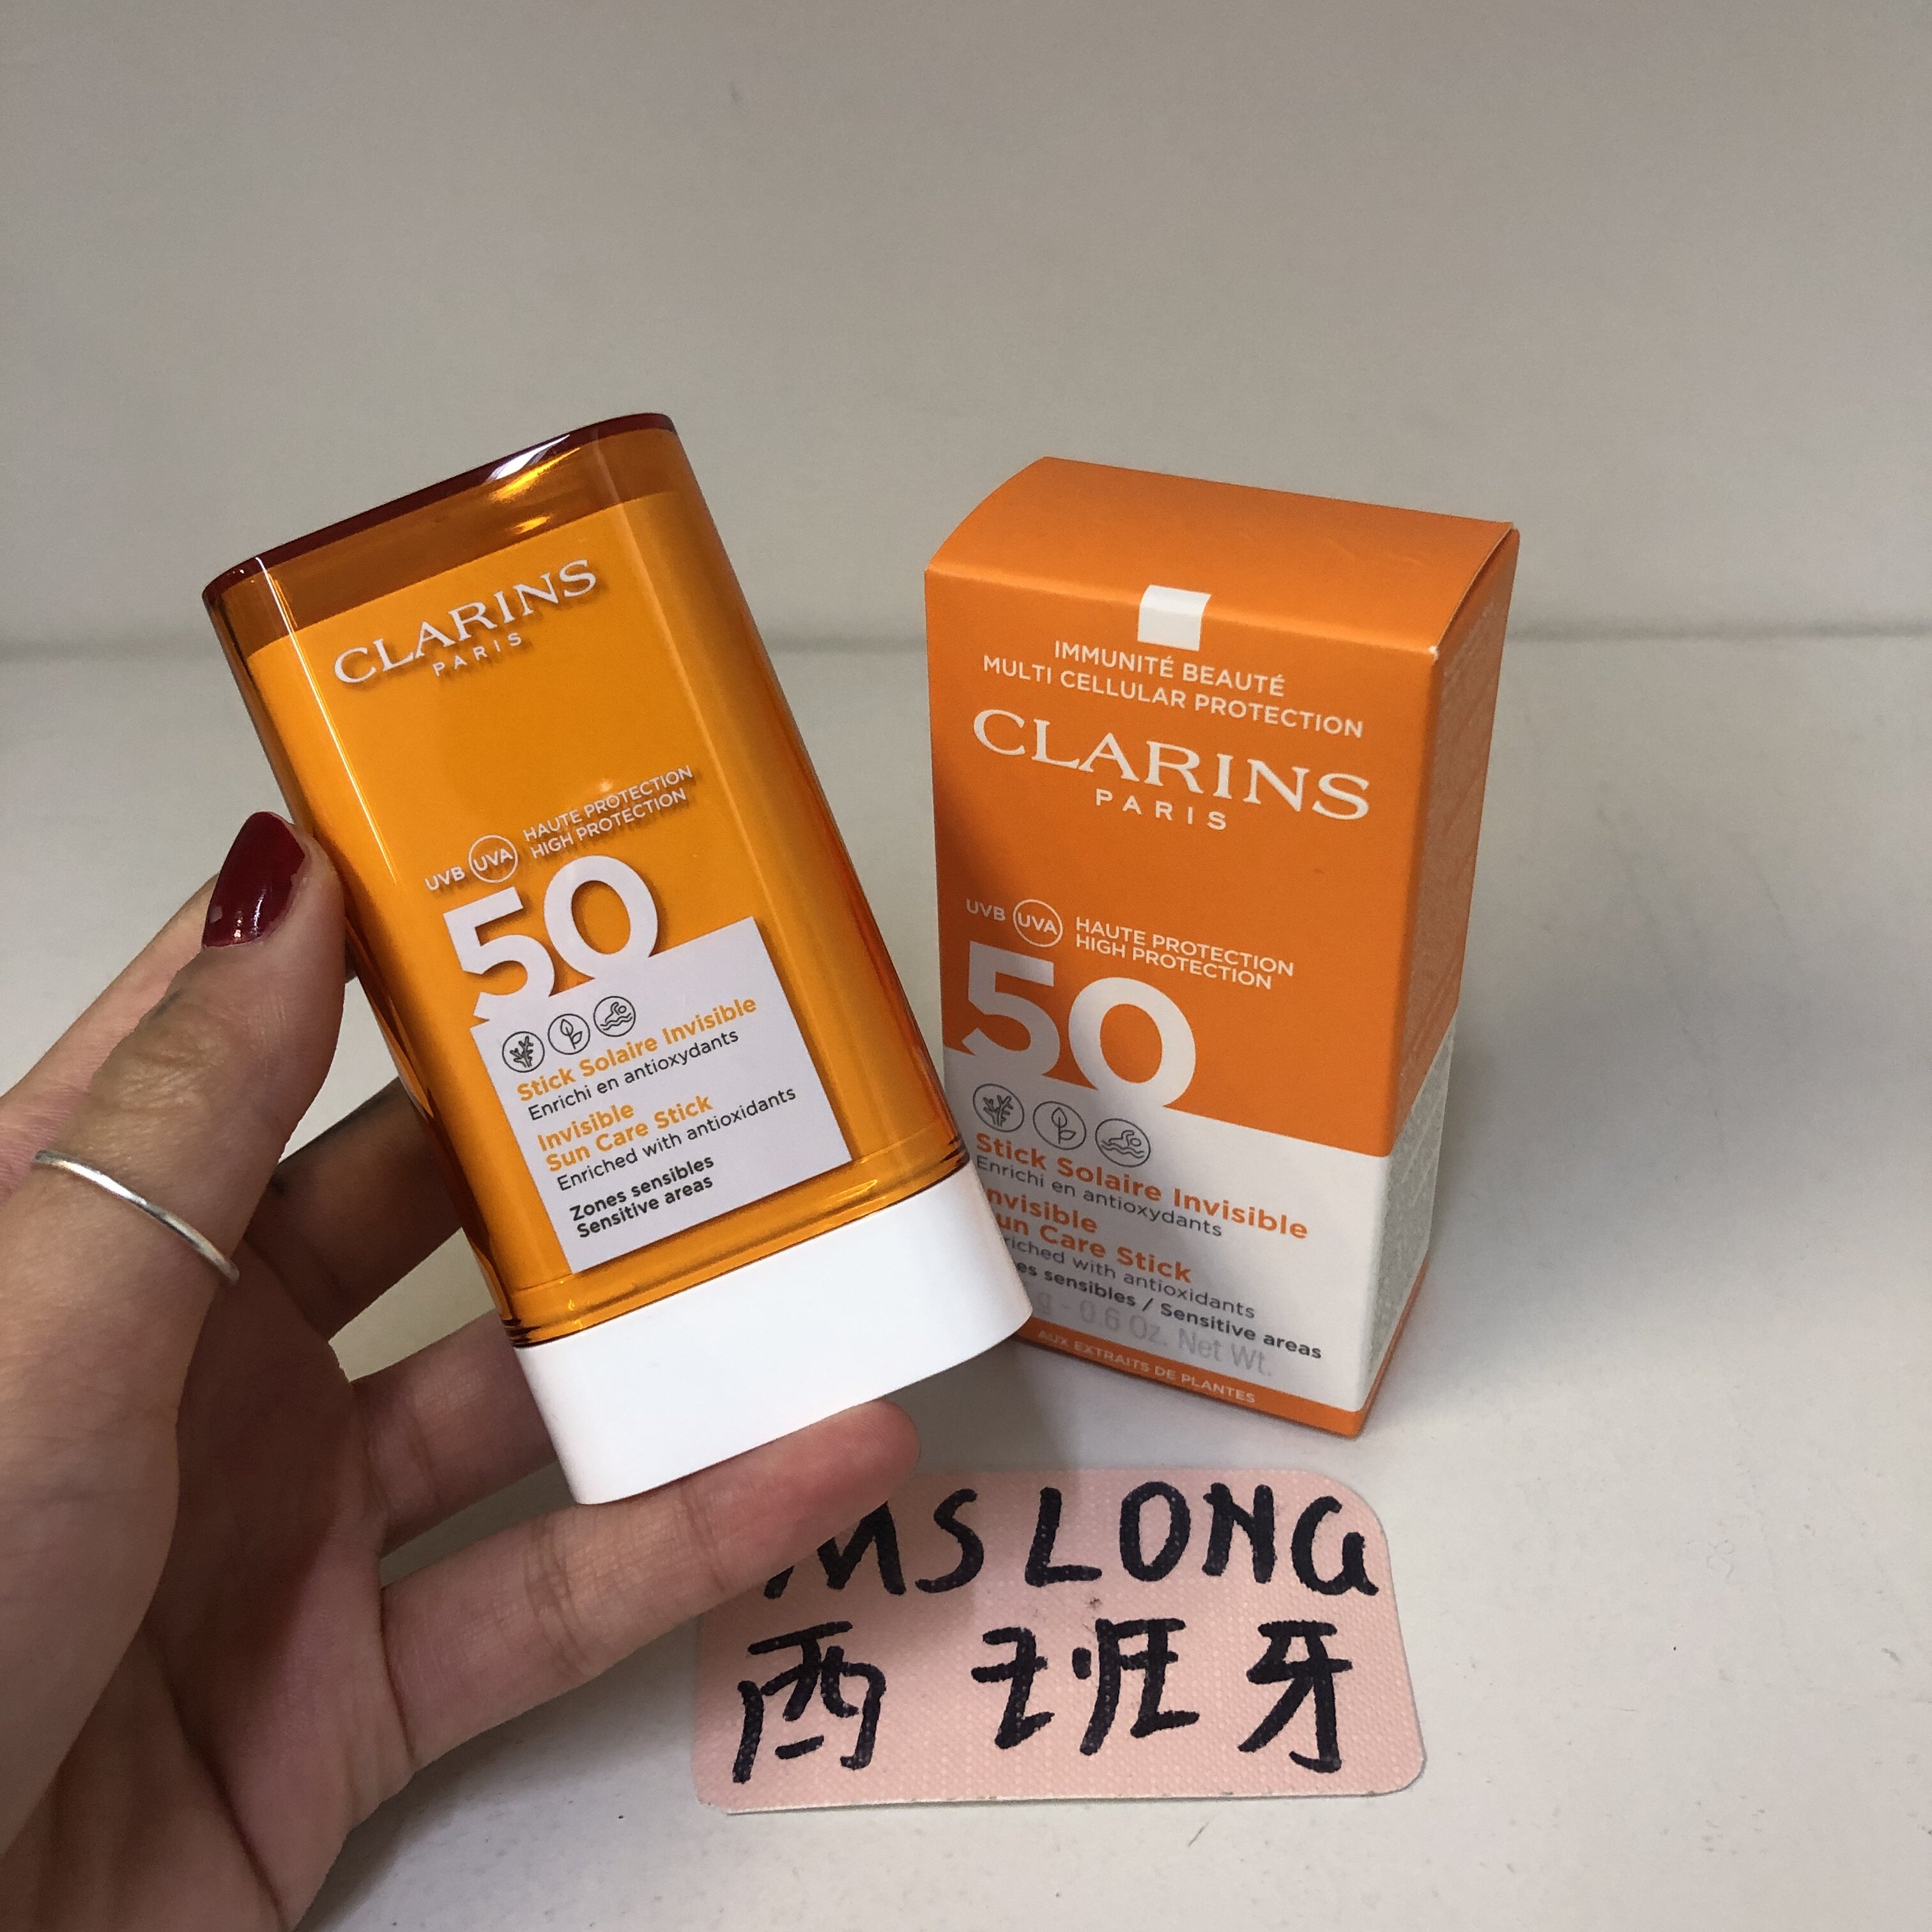 CLARINS
PARIS
UVB UVA HAUTE PROTECTION
HIGH PROTECTION
50
Stick Solaire Invisible
Enrichi en antioxydants
Invisible
Sun Care Stick
Enriched with antioxidants
Zones sensibles
Sensitive areas
IMMUNITÉ BEAUTÉ
MULTI CELLULAR PROTECTION
CLARINS
PARIS
UVB UVA HAUTE PROTECTION
HIGH PROTECTION
50
Stick Solaire Invisible
Enrichi en antioxydants
nvisible
un Care Stick
riched with antioxidants
es sensibles / Sensitive areas
g - 0.6 Oz. Net Wt.
AUX EXTRAITS DE PLANTES
MS LONG
西班牙